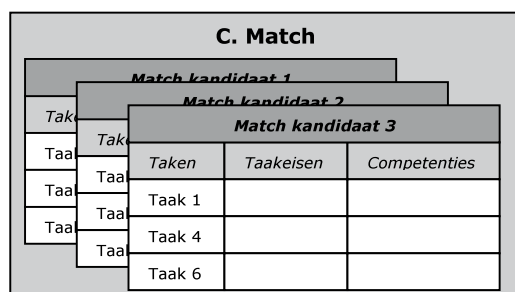 C. Match
Match kandidaat 1
Match kandidaat 2
Match kandidaat 3
Taken Taakeisen Competenties
Taak 1
Taak 4
Taak 6